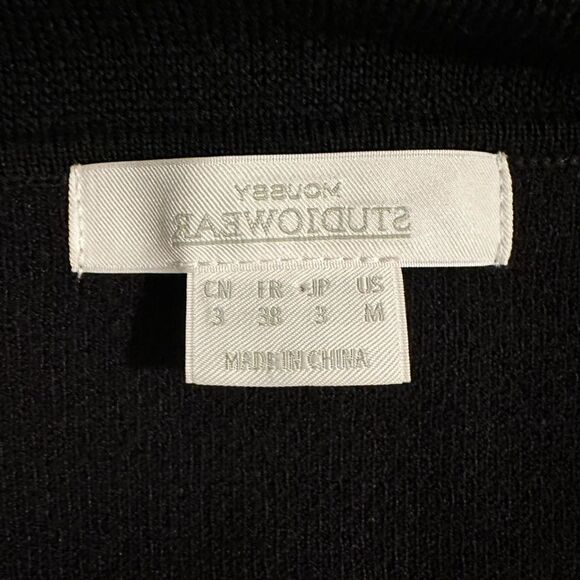 MOUSSY
STUDIOWEAR
CN FR JP US
3 38 3 M
MADE IN CHINA